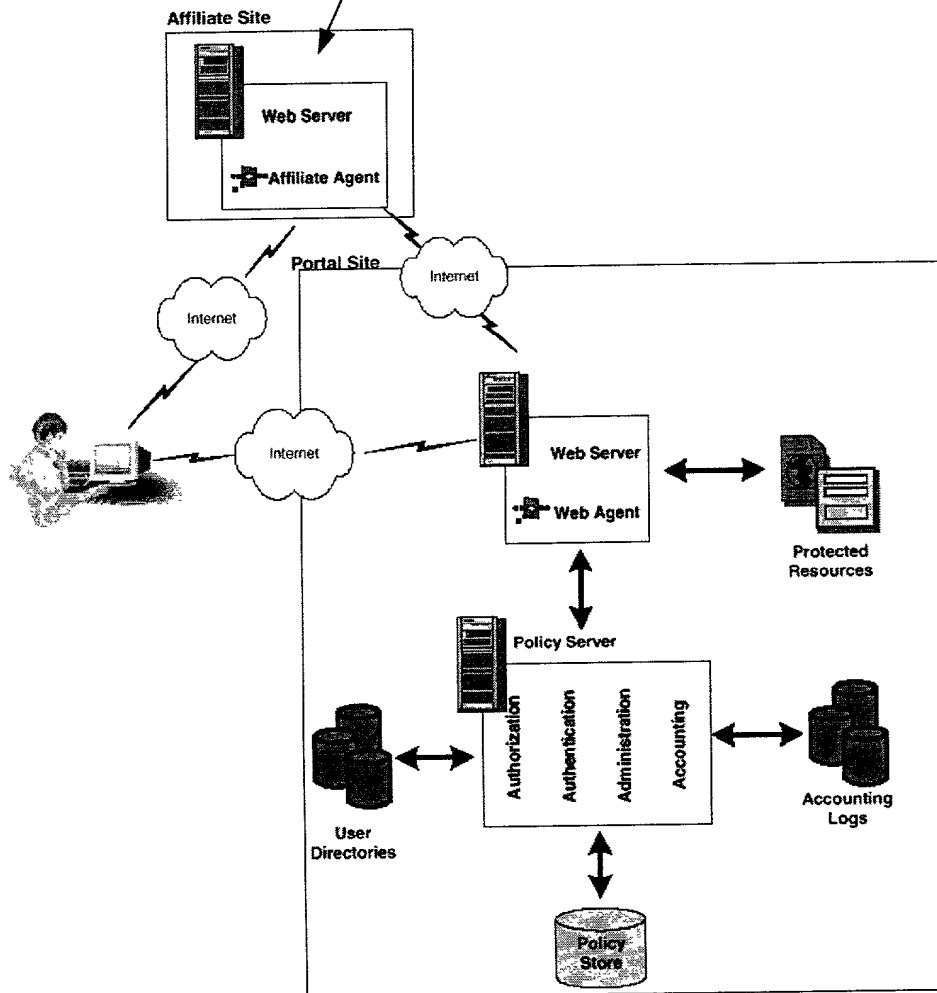 Affiliate Site
Web Server
Affiliate Agent
Portal Site
Internet
Internet
Internet
Web Server
Web Agent
Protected
Resources
Policy Server
Authorization
Authentication
Administration
Accounting
User
Directories
Accounting
Logs
Policy
Store